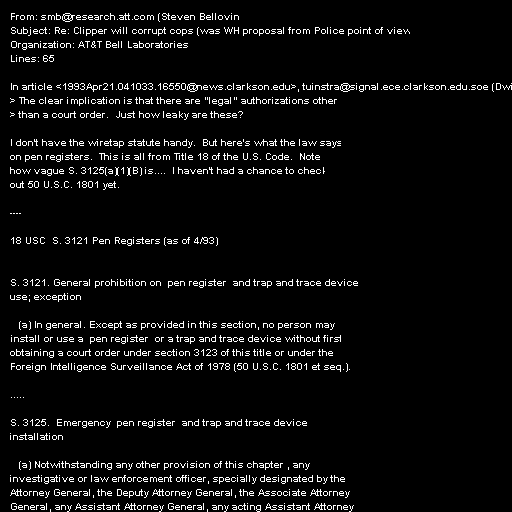 From: smb@research.att.com (Steven Bellovin
Subject: Re: Clipper will corrupt cops (was WH proposal from Police point of view
Organization: AT&T Bell Laboratories
Lines: 65

In article <1993Apr21.041033.16550@news.clarkson.edu>, tuinstra@signal.ece.clarkson.edu.soe (Dwi
> The clear implication is that there are "legal" authorizations other
> than a court order.  Just how leaky are these?

I don't have the wiretap statute handy.  But here's what the law says
on pen registers.  This is all from Title 18 of the U.S. Code.  Note
how vague S. 3125(a)(1)(B) is....  I haven't had a chance to check
out 50 U.S.C. 1801 yet.

----

18 USC  S. 3121 Pen Registers (as of 4/93)

S. 3121. General prohibition on  pen register  and trap and trace device
use; exception

(a) In general. Except as provided in this section, no person may
install or use a  pen register  or a trap and trace device without first
obtaining a court order under section 3123 of this title or under the
Foreign Intelligence Surveillance Act of 1978 (50 U.S.C. 1801 et seq.).

.....

S. 3125.  Emergency  pen register  and trap and trace device
installation

(a) Notwithstanding any other provision of this chapter , any
investigative or law enforcement officer, specially designated by the
Attorney General, the Deputy Attorney General, the Associate Attorney
General, any Assistant Attorney General, any acting Assistant Attorney